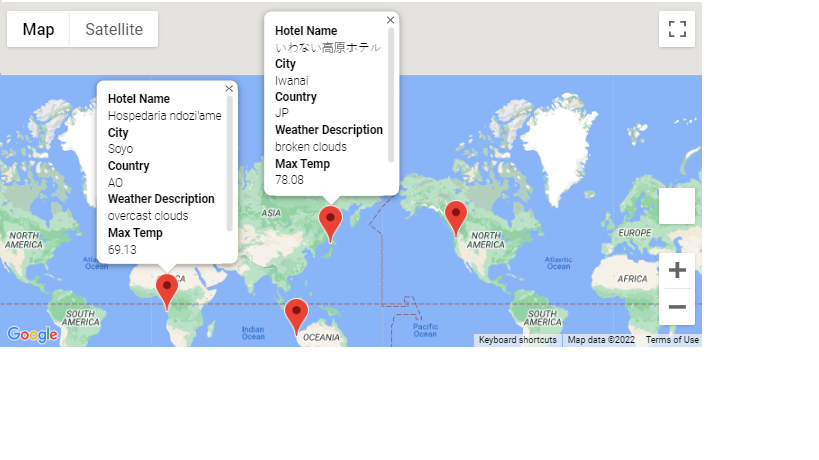 Map
Satellite
Hotel Name
いわない高原ホテル
City
Iwanai
Country
JP
Weather Description
broken clouds
Max Temp
78.08
Hotel Name
Hospedaria ndozi'ame
City
Soyo
Country
AO
Weather Description
overcast clouds
Max Temp
69.13
ASIA
NORTH
AMERICA
NORTH
AMERICA
EUROPE
Ocean
Atlantic
Ocean
AFRICA
SOUTH
AMERICA
SOUTH
AMERICA
Indian
Ocean
OCEANIA
Pacific
Ocean
Google
Keyboard shortcuts
Map data ©2022
Terms of Use